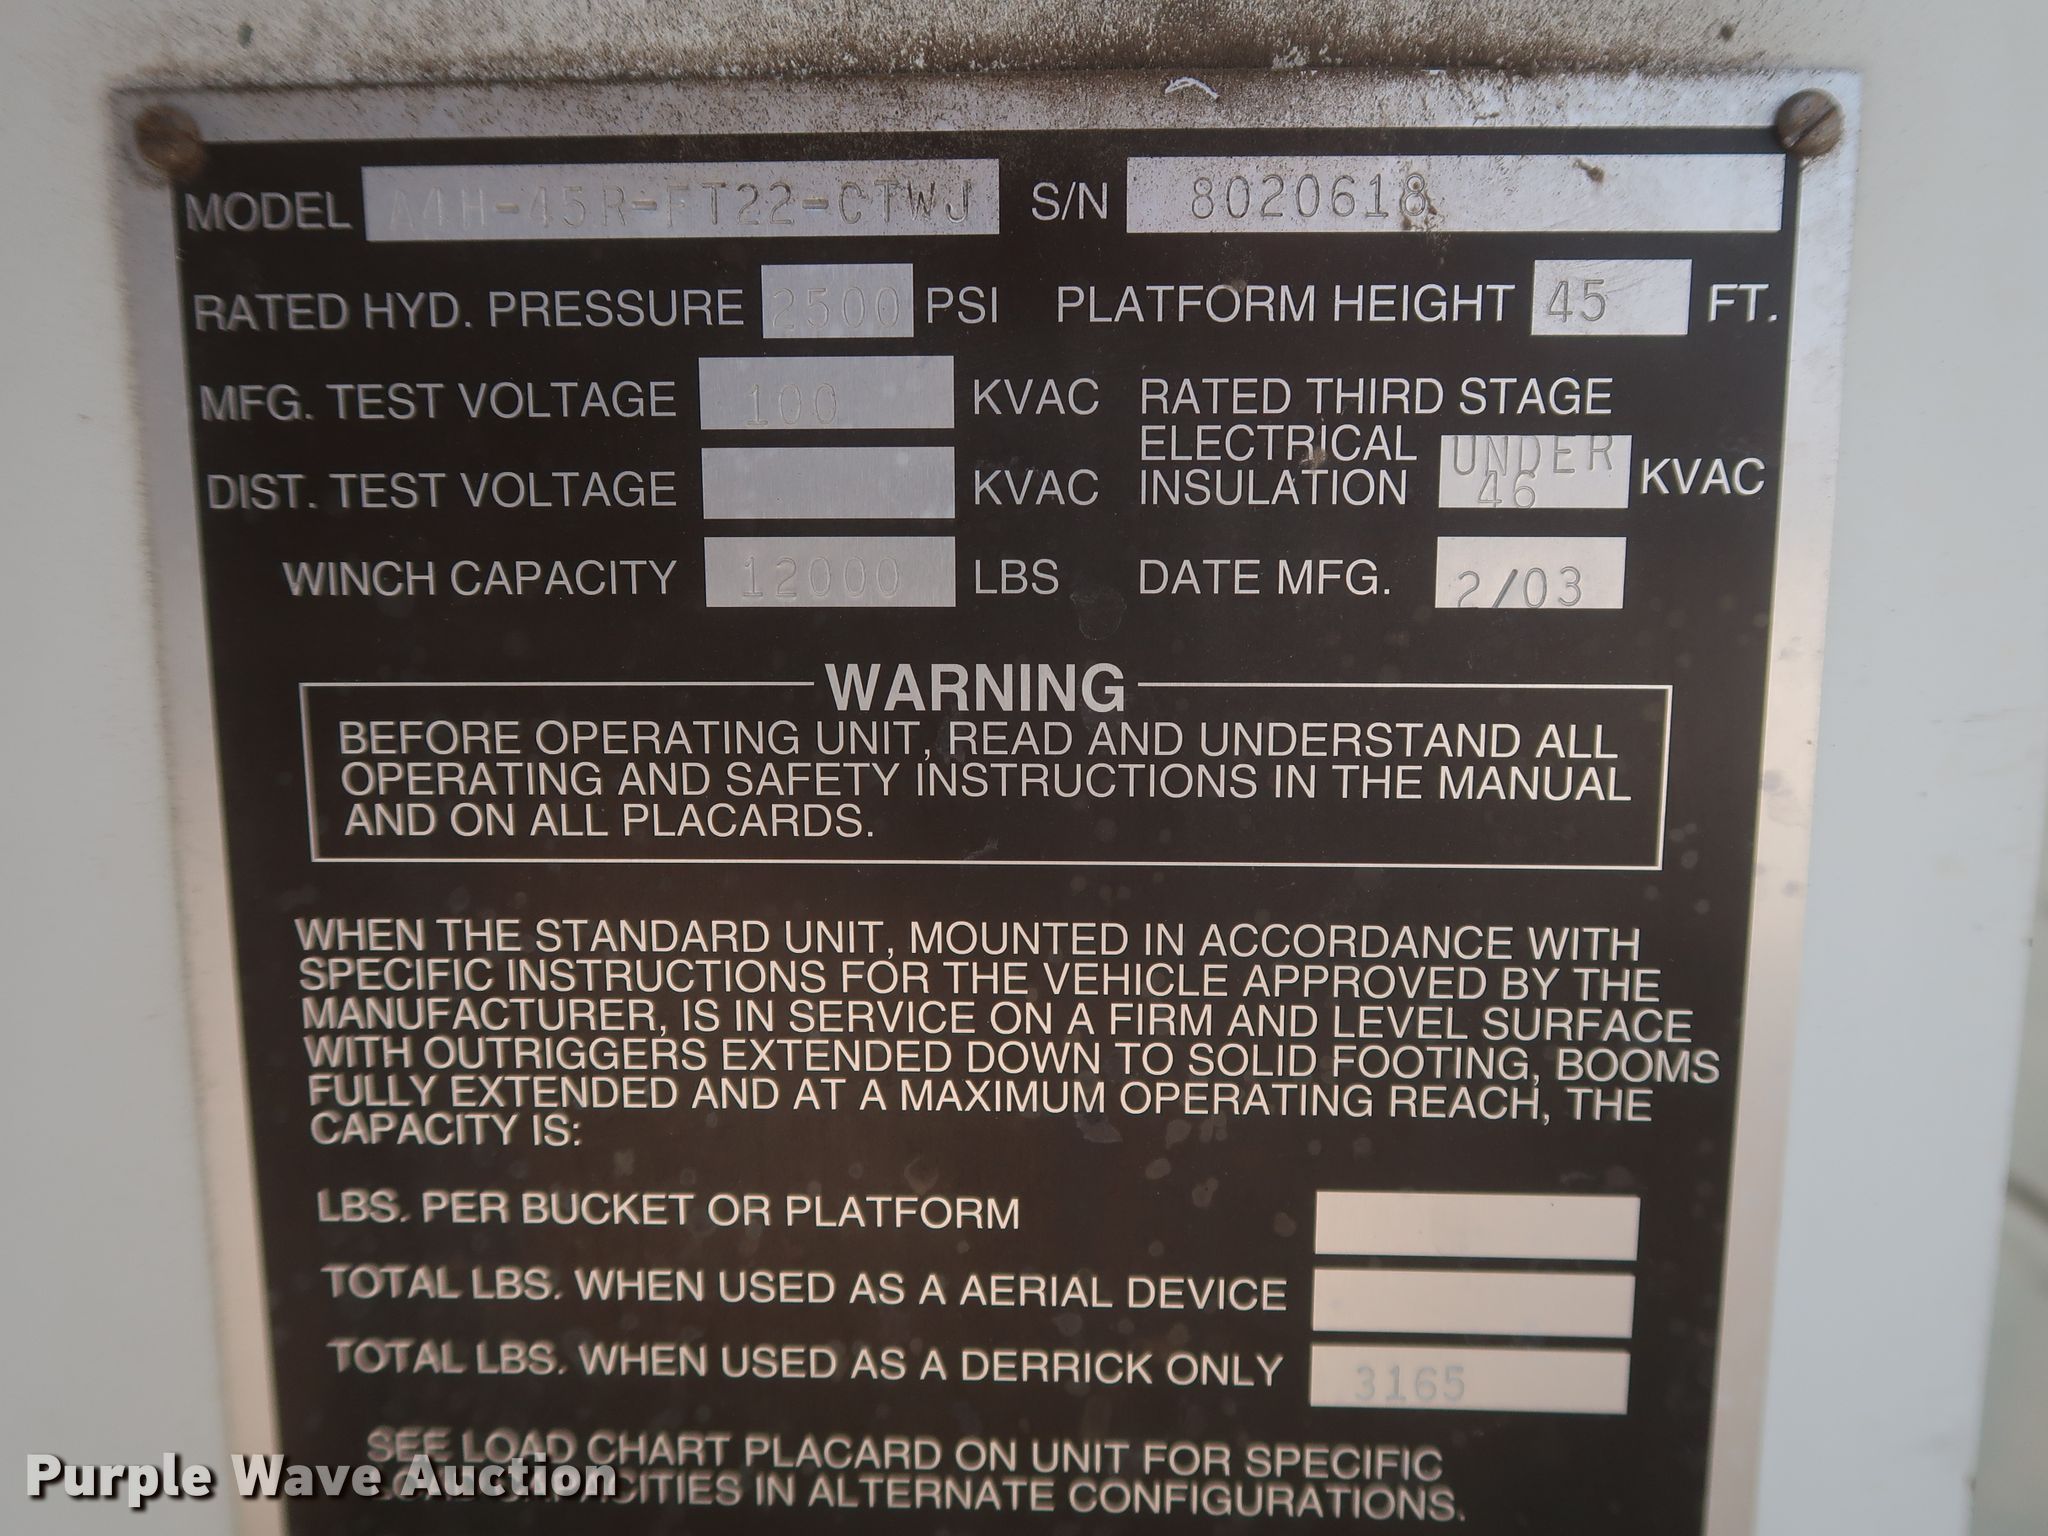 MODEL A4H-45R-FT22-CTWJ S/N 8020618
RATED HYD. PRESSURE 2500 PSI PLATFORM HEIGHT 45 FT.
MFG. TEST VOLTAGE 100 KVAC RATED THIRD STAGE
ELECTRICAL UNDER
DIST. TEST VOLTAGE KVAC INSULATION 46 KVAC
WINCH CAPACITY 12000 LBS DATE MFG. 2/03
WARNING
BEFORE OPERATING UNIT, READ AND UNDERSTAND ALL
OPERATING AND SAFETY INSTRUCTIONS IN THE MANUAL
AND ON ALL PLACARDS.
WHEN THE STANDARD UNIT, MOUNTED IN ACCORDANCE WITH
SPECIFIC INSTRUCTIONS FOR THE VEHICLE APPROVED BY THE
MANUFACTURER, IS IN SERVICE ON A FIRM AND LEVEL SURFACE
WITH OUTRIGGERS EXTENDED DOWN TO SOLID FOOTING, BOOMS
FULLY EXTENDED AND AT A MAXIMUM OPERATING REACH, THE
CAPACITY IS:
LBS. PER BUCKET OR PLATFORM
TOTAL LBS. WHEN USED AS A AERIAL DEVICE
TOTAL LBS. WHEN USED AS A DERRICK ONLY 3165
SEE LOAD CHART PLACARD ON UNIT FOR SPECIFIC
LOAD CAPACITIES IN ALTERNATE CONFIGURATIONS.
Purple Wave Auction